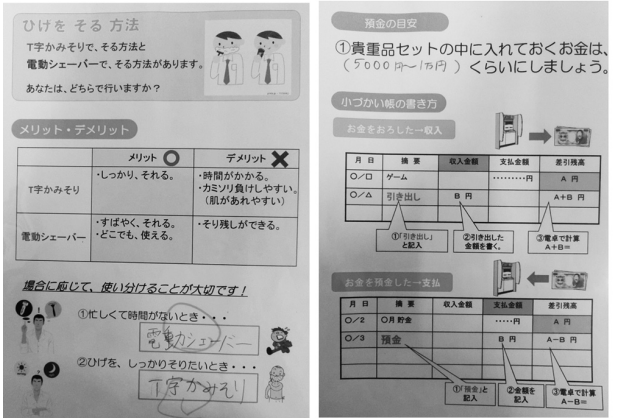 ひげを そる 方法
T字かみそりで、そる方法と
電動シェーバーで、そる方法があります。
あなたは、どちらで行いますか？
メリット・デメリット
メリット
デメリット
T字かみそり
・しっかり、それる。
・時間がかる。
・カミソリ負けしやすい。
（肌があれやすい）
電動シェーバー
・すばやく、それる。
・どこでも、使える。
・そり残しができる。
場合に応じて、使い分けることが大切です！
①忙しくて時間がないとき・・・
電動シェーバー
②ひげを、しっかりそりたいとき・・・
T字かみそり
預金の目安
①貴重品セットの中に入れておくお金は、
（5000円〜1万円）くらいにしましょう。
小づかい帳の書き方
お金をおろした→収入
月 日 摘 要 収入金額 支払金額 差引残高
○／□ ゲーム ………円 A 円
○／△ 引き出し B 円 A+B 円
①「引き出し」
と記入
②引き出した
金額を書く。
③電卓で計算
A+B＝
お金を預金した→支払
月 日 摘 要 収入金額 支払金額 差引残高
○／2 ○月 貯金 ……円 A 円
○／3 預金 B 円 A−B 円
①「預金」と
記入
②金額を
記入
③電卓で計算
A−B＝